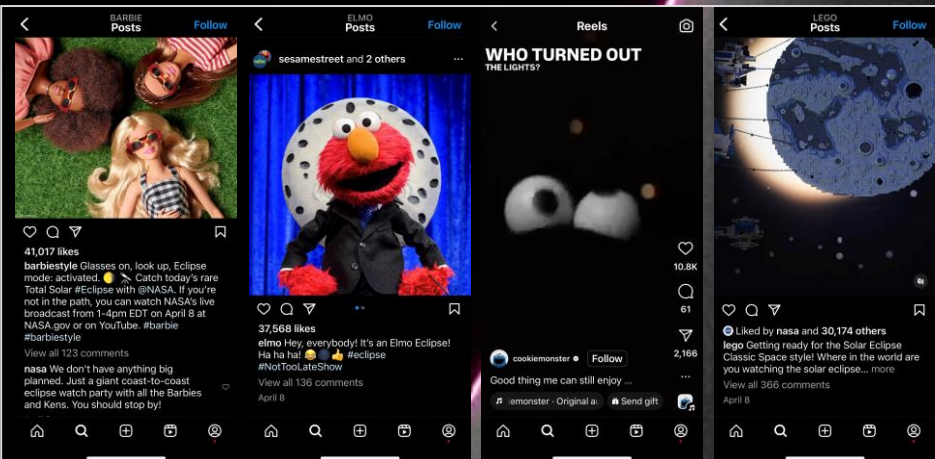 BARBIE
Posts
Follow
41,017 likes
barbiestyle Glasses on, look up, Eclipse
mode: activated. 🌖 🔭 Catch today's rare
Total Solar #Eclipse with @NASA. If you're
not in the path, you can watch NASA's live
broadcast from 1-4pm EDT on April 8 at
NASA.gov or on YouTube. #barbie
#barbiestyle
View all 123 comments
nasa We don't have anything big
planned. Just a giant coast-to-coast
eclipse watch party with all the Barbies
and Kens. You should stop by!
ELMO
Posts
Follow
sesamestreet and 2 others
37,568 likes
elmo Hey, everybody! It's an Elmo Eclipse!
Ha ha ha! 😂🌑👍 #eclipse
#NotTooLateShow
View all 136 comments
April 8
Reels
WHO TURNED OUT
THE LIGHTS?
10.8K
61
2,166
cookiemonster
Follow
Good thing me can still enjoy ...
iemonster · Original au
Send gift
LEGO
Posts
Follow
Liked by nasa and 30,174 others
lego Getting ready for the Solar Eclipse
Classic Space style! Where in the world are
you watching the solar eclipse... more
View all 366 comments
April 8